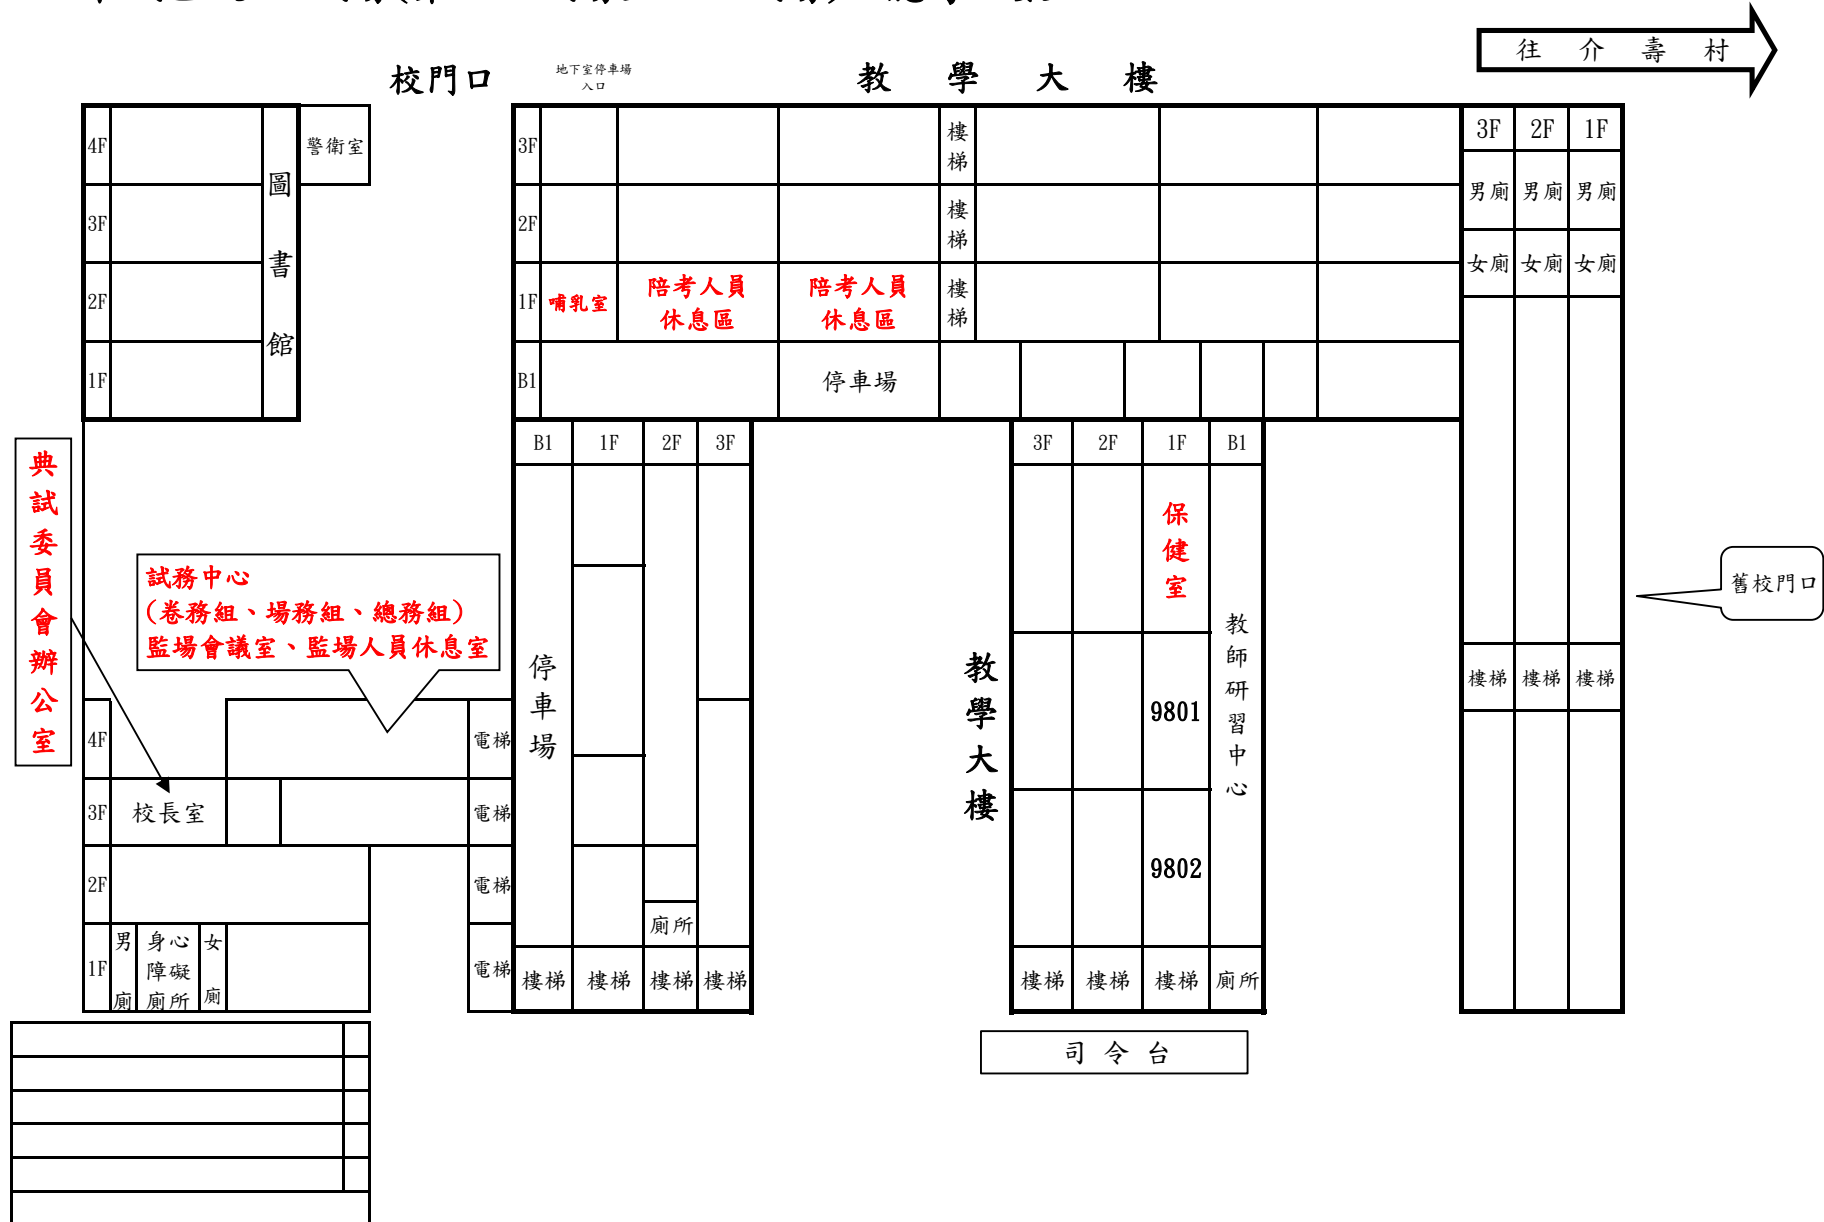 往介壽村
校門口
地下室停車場
入口
教學大樓
4F
3F
2F
1F
圖書館
警衛室
3F
樓梯
2F
樓梯
1F
哺乳室
陪考人員
休息區
陪考人員
休息區
樓梯
B1
停車場
3F 2F 1F
男廁 男廁 男廁
女廁 女廁 女廁
樓梯 樓梯 樓梯
舊校門口
典試委員會辦公室
試務中心
(卷務組、場務組、總務組)
監場會議室、監場人員休息室
4F
電梯
3F
校長室
電梯
2F
電梯
1F
男廁
身心
障礙
廁所
女廁
電梯
B1 1F 2F 3F
停車場
廁所
樓梯 樓梯 樓梯 樓梯
教學大樓
3F 2F 1F B1
保健室
9801
9802
教師研習中心
樓梯 樓梯 樓梯 廁所
司令台